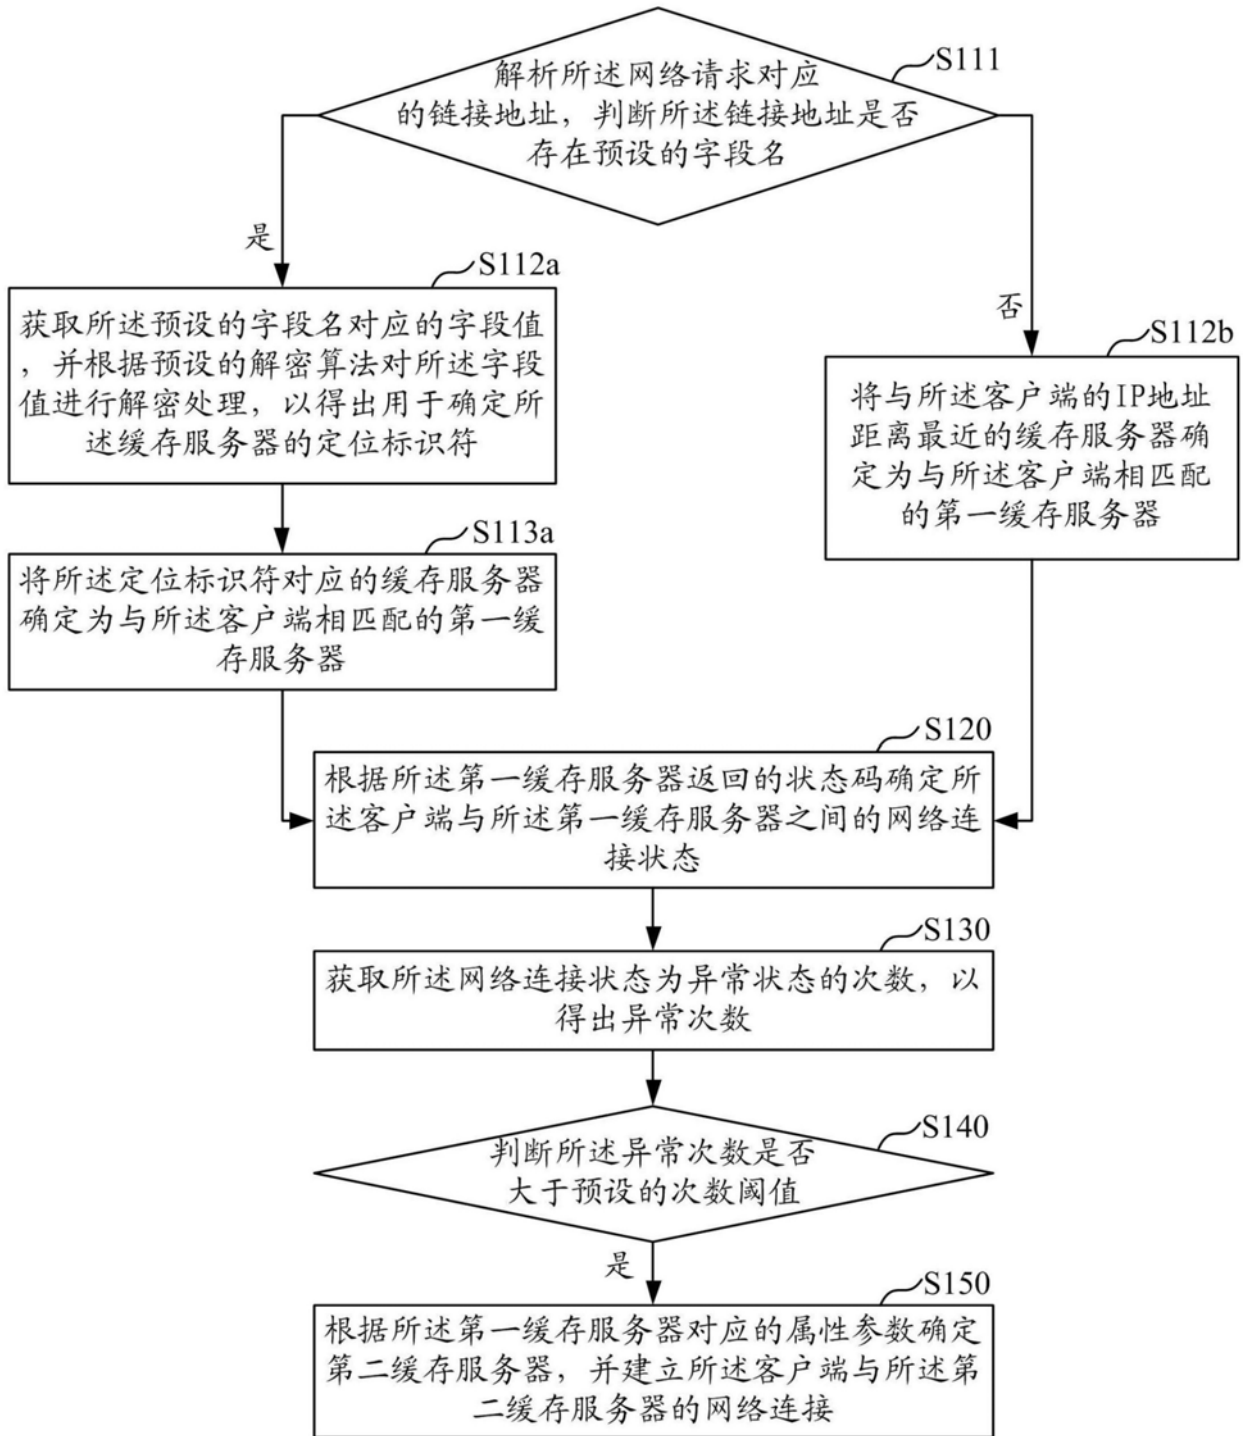 S111
解析所述网络请求对应
的链接地址，判断所述链接地址是否
存在预设的字段名
是
否
S112a
获取所述预设的字段名对应的字段值
，并根据预设的解密算法对所述字段
值进行解密处理，以得出用于确定所
述缓存服务器的定位标识符
S112b
将与所述客户端的IP地址
距离最近的缓存服务器确
定为与所述客户端相匹配
的第一缓存服务器
S113a
将所述定位标识符对应的缓存服务器
确定为与所述客户端相匹配的第一缓
存服务器
S120
根据所述第一缓存服务器返回的状态码确定所
述客户端与所述第一缓存服务器之间的网络连
接状态
S130
获取所述网络连接状态为异常状态的次数，以
得出异常次数
S140
判断所述异常次数是否
大于预设的次数阈值
是
S150
根据所述第一缓存服务器对应的属性参数确定
第二缓存服务器，并建立所述客户端与所述第
二缓存服务器的网络连接